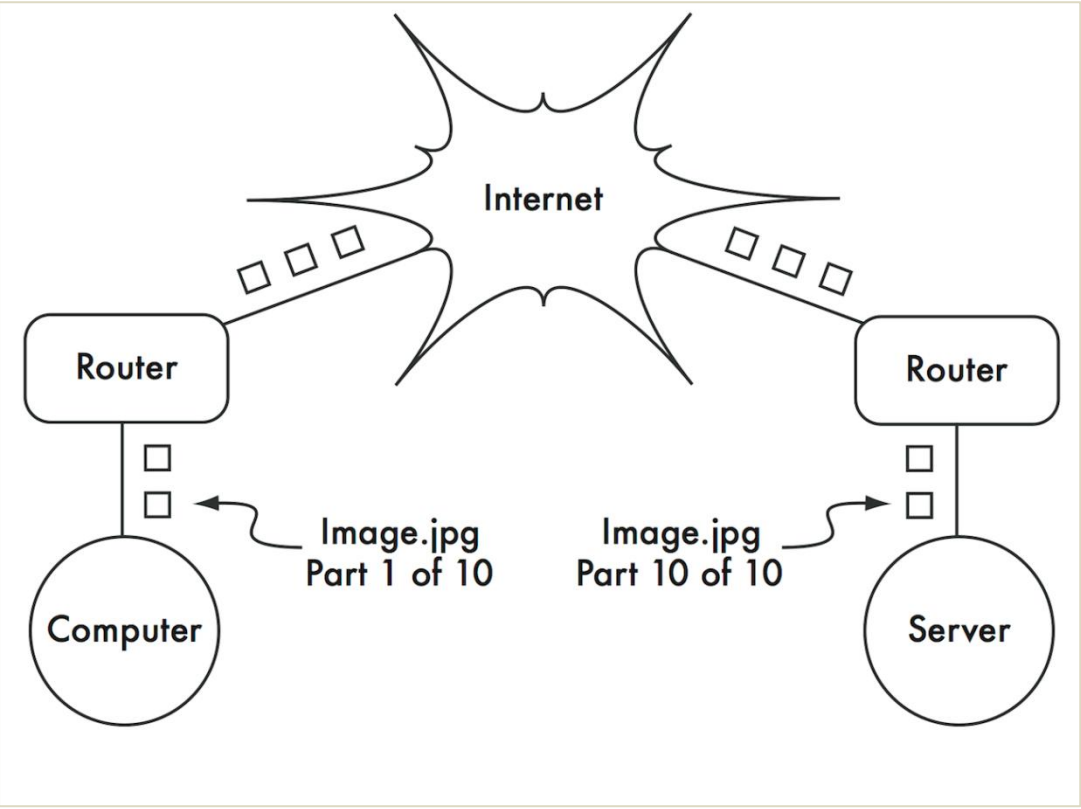 Internet
Router
Router
Image.jpg
Part 1 of 10
Image.jpg
Part 10 of 10
Computer
Server